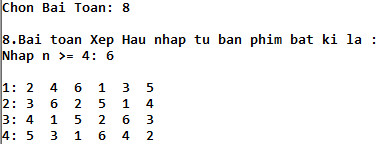 Chon Bai Toan: 8
8.Bai toan Xep Hau nhap tu ban phim bat ki la :
Nhap n >= 4: 6
1: 2 4 6 1 3 5
2: 3 6 2 5 1 4
3: 4 1 5 2 6 3
4: 5 3 1 6 4 2